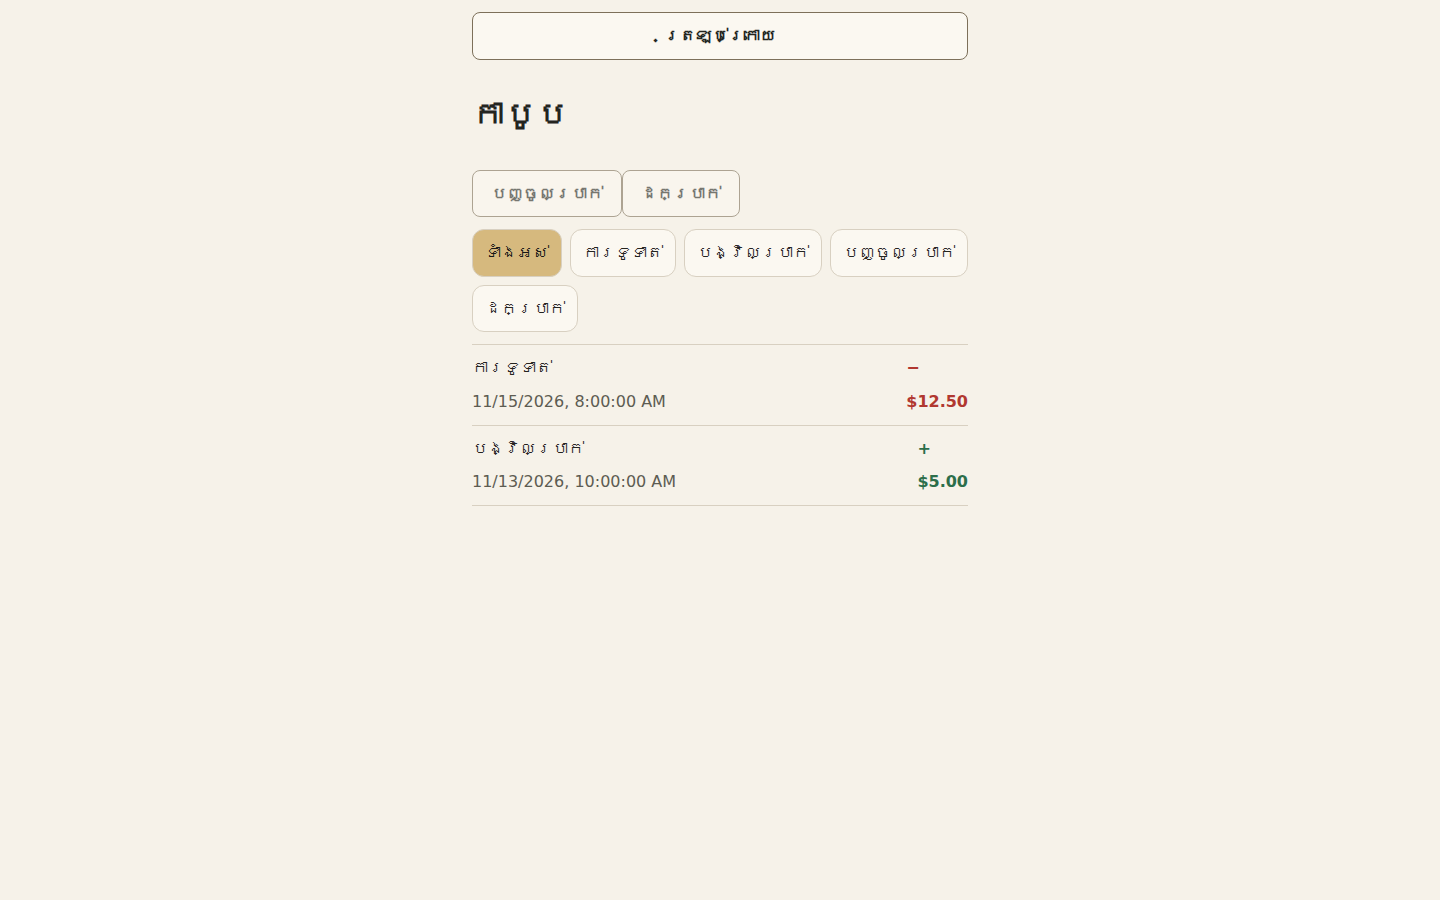 ត្រឡប់ក្រោយ
កាបូប
បញ្ចូលប្រាក់ ដកប្រាក់
ទាំងអស់ ការទូទាត់ បង្វិលប្រាក់ បញ្ចូលប្រាក់
ដកប្រាក់
ការទូទាត់ −
11/15/2026, 8:00:00 AM $12.50
បង្វិលប្រាក់ +
11/13/2026, 10:00:00 AM $5.00